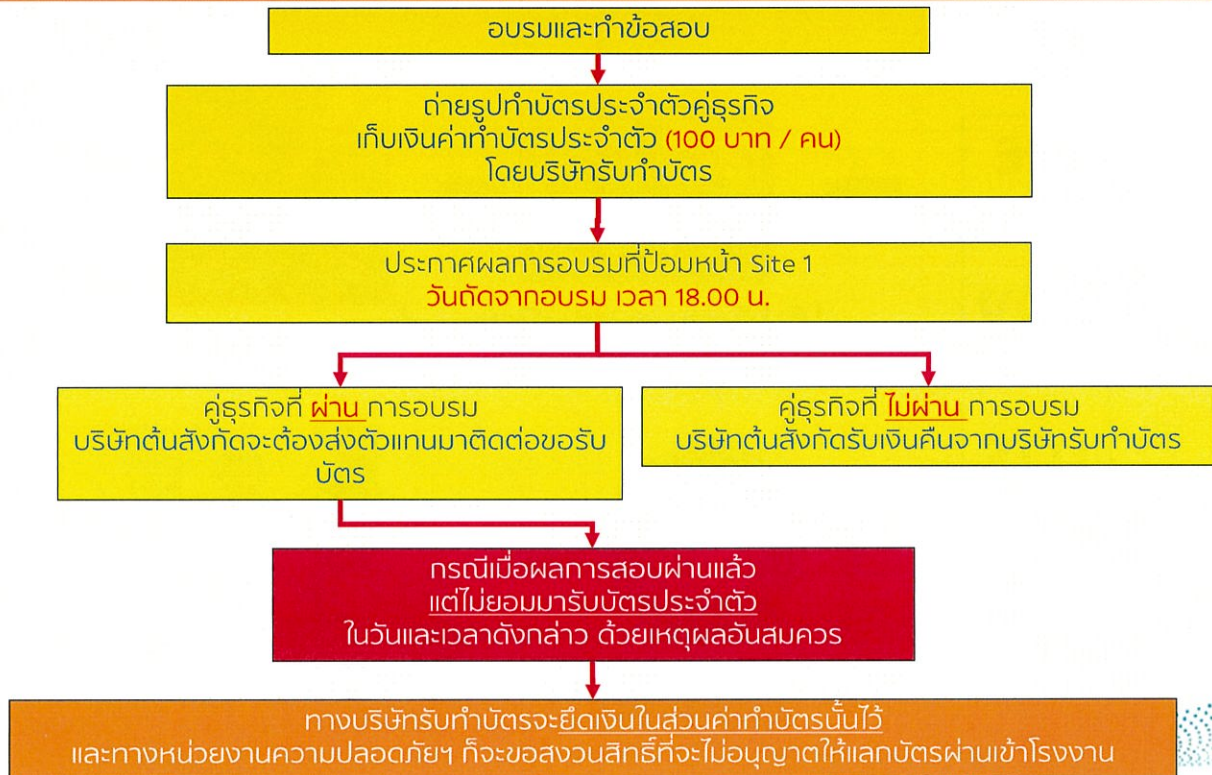 อบรมและทำข้อสอบ
ถ่ายรูปทำบัตรประจำตัวคู่ธุรกิจ
เก็บเงินค่าทำบัตรประจำตัว (100 บาท / คน)
โดยบริษัทรับทำบัตร
ประกาศผลการอบรมที่ป้อมหน้า Site 1
วันถัดจากอบรม เวลา 18.00 น.
คู่ธุรกิจที่ ผ่าน การอบรม
บริษัทต้นสังกัดจะต้องส่งตัวแทนมาติดต่อขอรับ
บัตร
คู่ธุรกิจที่ ไม่ผ่าน การอบรม
บริษัทต้นสังกัดรับเงินคืนจากบริษัทรับทำบัตร
กรณีเมื่อผลการสอบผ่านแล้ว
แต่ไม่ยอมมารับบัตรประจำตัว
ในวันและเวลาดังกล่าว ด้วยเหตุผลอันสมควร
ทางบริษัทรับทำบัตรจะยึดเงินในส่วนค่าทำบัตรนั้นไว้
และทางหน่วยงานความปลอดภัยฯ ก็จะขอสงวนสิทธิ์ที่จะไม่อนุญาตให้แลกบัตรผ่านเข้าโรงงาน